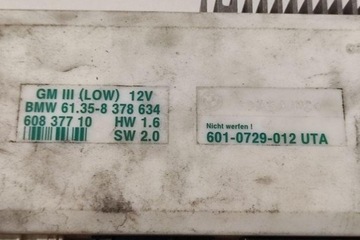 GM III (LOW) 12V
BMW 61.35-8 378 634
608 377 10 HW 1.6
SW 2.0
Nicht werfen !
601-0729-012 UTA